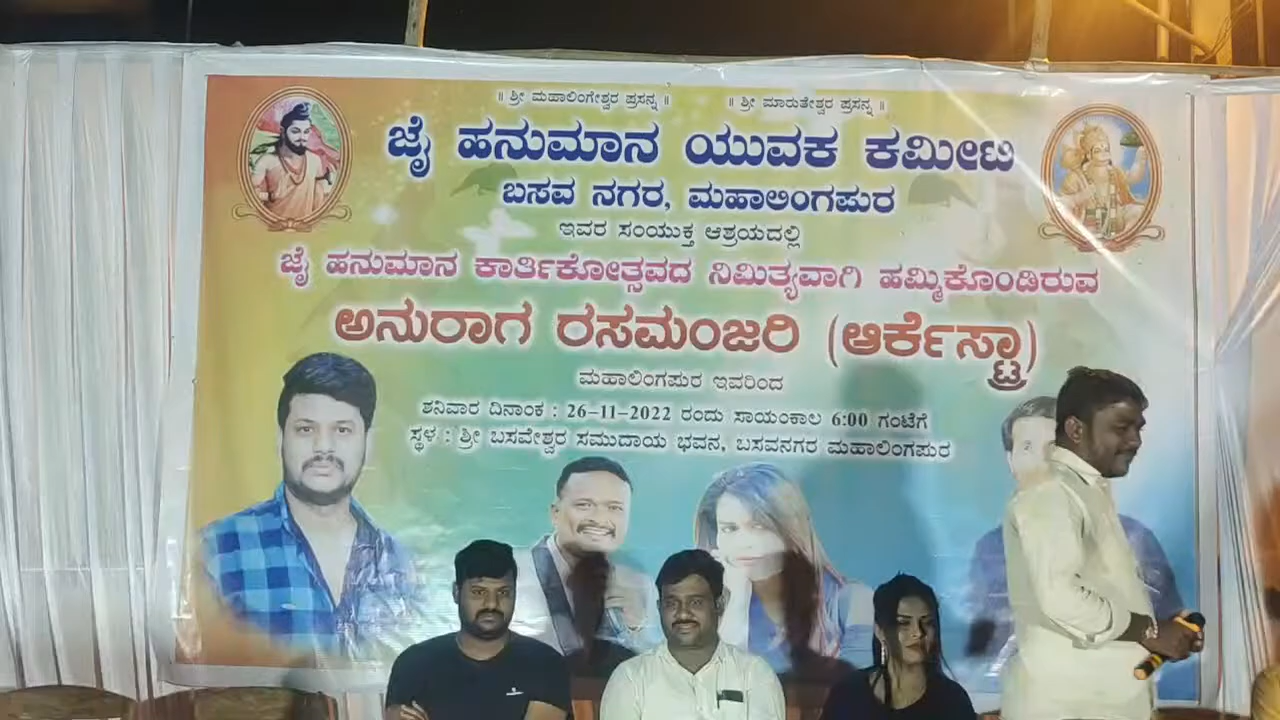 ॥ ಶ್ರೀ ಮಹಾಲಿಂಗೇಶ್ವರ ಪ್ರಸನ್ನ ॥ ॥ ಶ್ರೀ ಮಾರುತೇಶ್ವರ ಪ್ರಸನ್ನ ॥
ಜೈ ಹನುಮಾನ ಯುವಕ ಕಮೀಟಿ
ಬಸವ ನಗರ, ಮಹಾಲಿಂಗಪುರ
ಇವರ ಸಂಯುಕ್ತ ಆಶ್ರಯದಲ್ಲಿ
ಜೈ ಹನುಮಾನ ಕಾರ್ತಿಕೋತ್ಸವದ ನಿಮಿತ್ಯವಾಗಿ ಹಮ್ಮಿಕೊಂಡಿರುವ
ಅನುರಾಗ ರಸಮಂಜರಿ (ಆರ್ಕೆಸ್ಟ್ರಾ)
ಮಹಾಲಿಂಗಪುರ ಇವರಿಂದ
ಶನಿವಾರ ದಿನಾಂಕ : 26-11-2022 ರಂದು ಸಾಯಂಕಾಲ 6:00 ಗಂಟೆಗೆ
ಸ್ಥಳ : ಶ್ರೀ ಬಸವೇಶ್ವರ ಸಮುದಾಯ ಭವನ, ಬಸವನಗರ ಮಹಾಲಿಂಗಪುರ